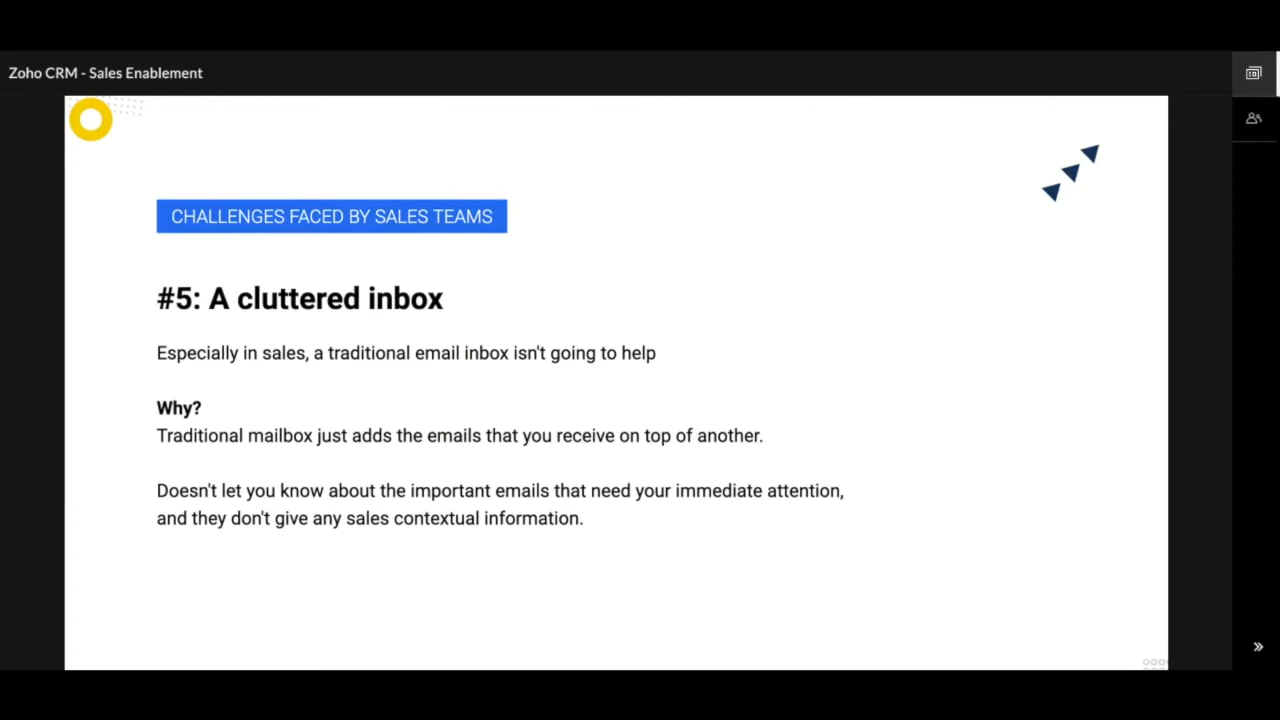 Zoho CRM - Sales Enablement
CHALLENGES FACED BY SALES TEAMS
#5: A cluttered inbox
Especially in sales, a traditional email inbox isn't going to help
Why?
Traditional mailbox just adds the emails that you receive on top of another.
Doesn't let you know about the important emails that need your immediate attention,
and they don't give any sales contextual information.